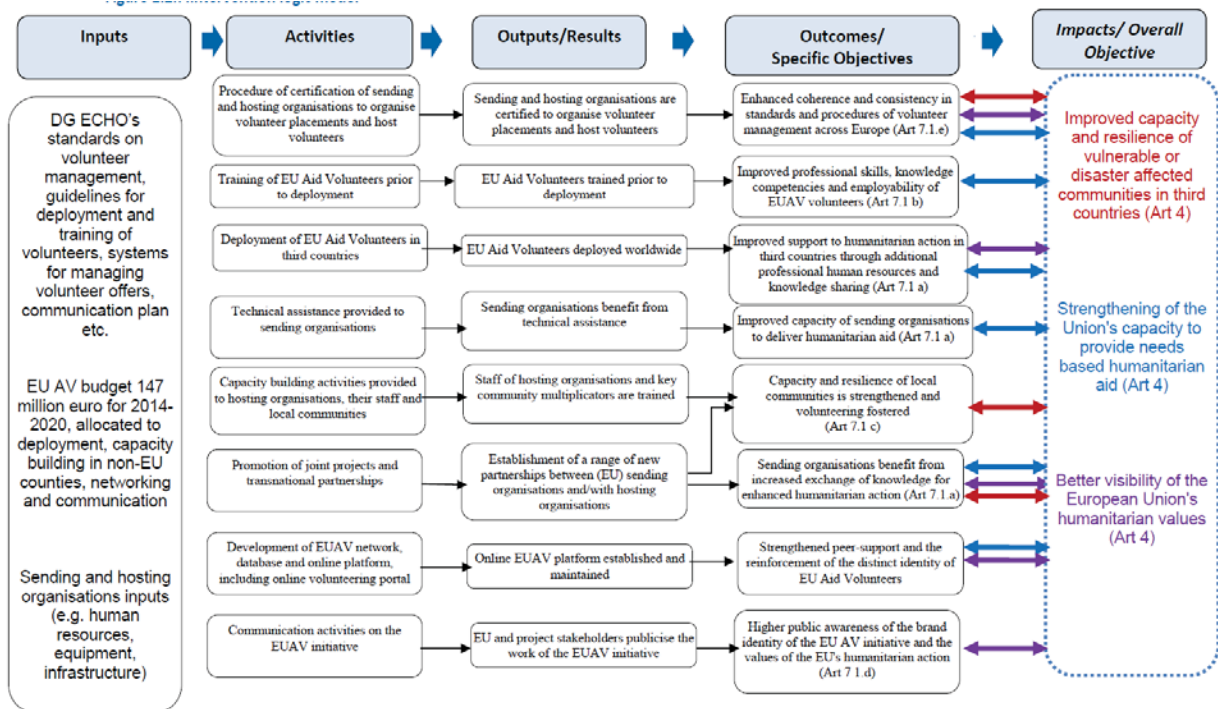 Inputs
Activities
Outputs/Results
Outcomes/
Specific Objectives
Impacts/ Overall
Objective
DG ECHO's
standards on
volunteer
management,
guidelines for
deployment and
training of
volunteers, systems
for managing
volunteer offers,
communication plan
etc.
EU AV budget 147
million euro for 2014-
2020, allocated to
deployment, capacity
building in non-EU
counties, networking
and communication
Sending and hosting
organisations inputs
(e.g. human
resources,
equipment,
infrastructure)
Procedure of certification of sending
and hosting organisations to organise
volunteer placements and host
volunteers
Sending and hosting organisations are
certified to organise volunteer
placements and host volunteers
Enhanced coherence and consistency in
standards and procedures of volunteer
management across Europe (Art 7.1.e)
Training of EU Aid Volunteers prior
to deployment
EU Aid Volunteers trained prior to
deployment
Improved professional skills, knowledge
competencies and employability of
EUAV volunteers (Art 7.1 b)
Deployment of EU Aid Volunteers in
third countries
EU Aid Volunteers deployed worldwide
Improved support to humanitarian action in
third countries through additional
professional human resources and
knowledge sharing (Art 7.1 a)
Technical assistance provided to
sending organisations
Sending organisations benefit from
technical assistance
Improved capacity of sending organisations
to deliver humanitarian aid (Art 7.1 a)
Capacity building activities provided
to hosting organisations, their staff and
local communities
Staff of hosting organisations and key
community multiplicators are trained
Capacity and resilience of local
communities is strengthened and
volunteering fostered
(Art 7.1 c)
Promotion of joint projects and
transnational partnerships
Establishment of a range of new
partnerships between (EU) sending
organisations and/with hosting
organisations
Sending organisations benefit from
increased exchange of knowledge for
enhanced humanitarian action (Art 7.1.a)
Development of EUAV network,
database and online platform,
including online volunteering portal
Online EUAV platform established and
maintained
Strengthened peer-support and the
reinforcement of the distinct identity of
EU Aid Volunteers
Communication activities on the
EUAV initiative
EU and project stakeholders publicise
the work of the EUAV initiative
Higher public awareness of the brand
identity of the EU AV initiative and the
values of the EU's humanitarian action
(Art 7 1.d)
Improved capacity
and resilience of
vulnerable or
disaster affected
communities in third
countries (Art 4)
Strengthening of the
Union's capacity to
provide needs
based humanitarian
aid (Art 4)
Better visibility of the
European Union's
humanitarian values
(Art 4)